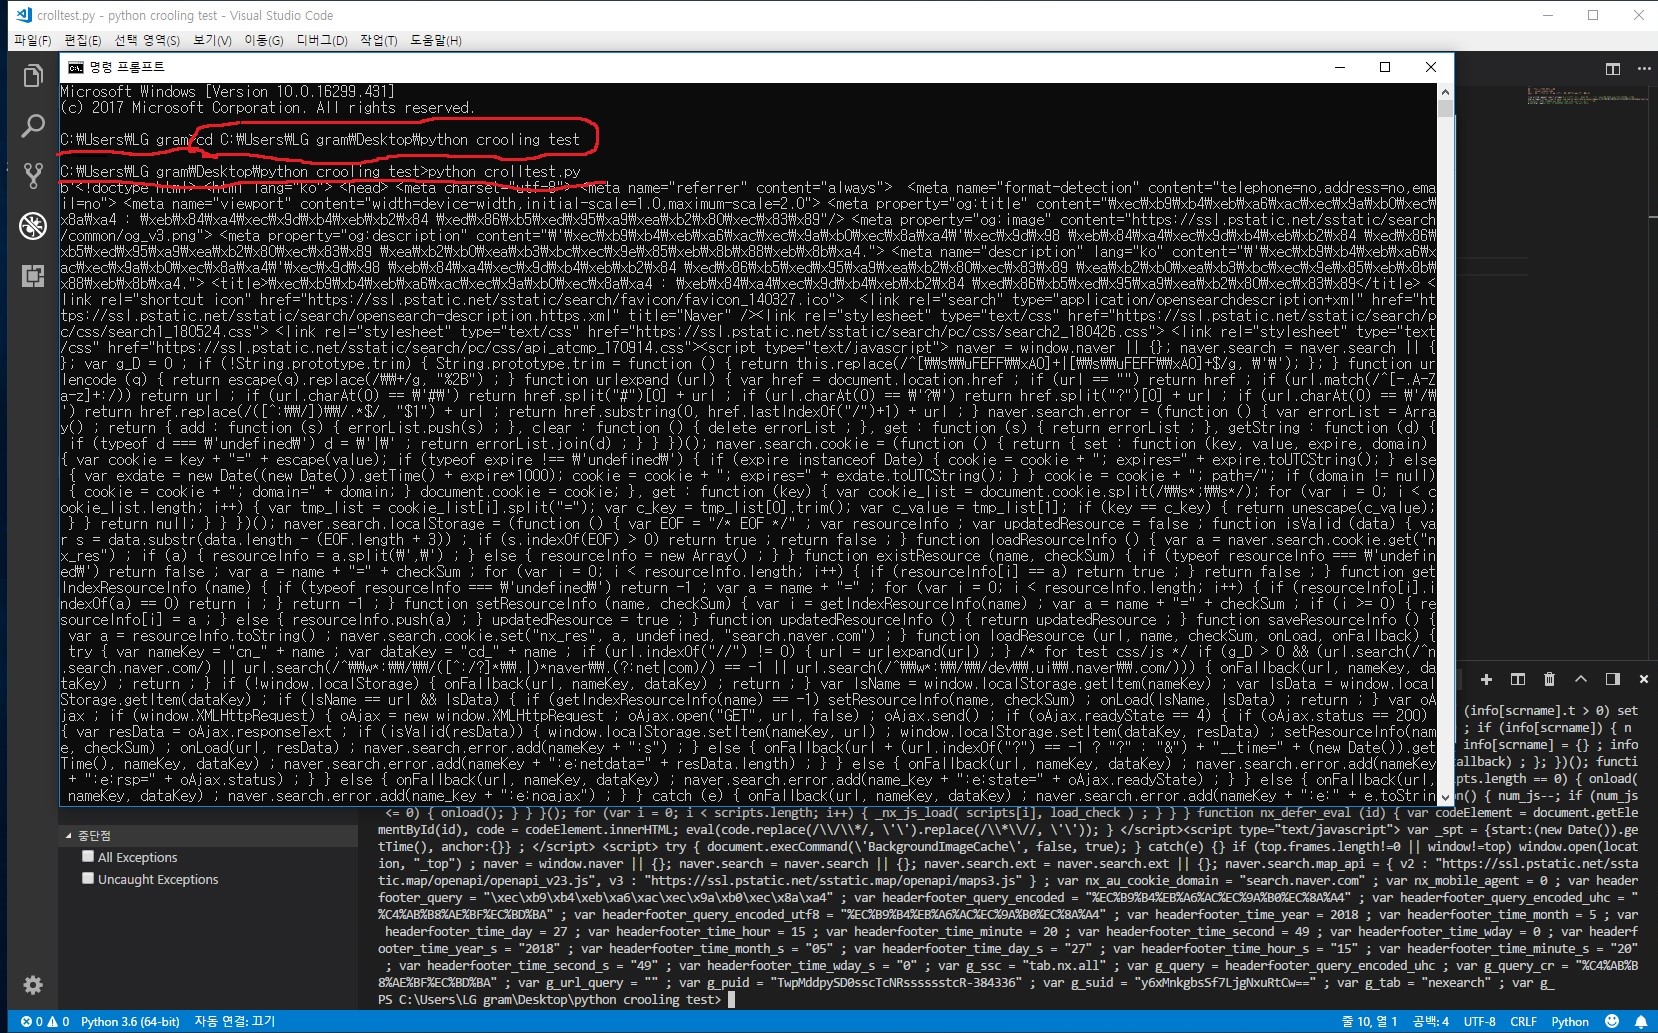 crolltest.py - python crooling test - Visual Studio Code
파일(F) 편집(E) 선택 영역(S) 보기(V) 이동(G) 디버그(D) 작업(T) 도움말(H)
명령 프롬프트
Microsoft Windows [Version 10.0.16299.431]
(c) 2017 Microsoft Corporation. All rights reserved.
C:₩Users₩LG gram>cd C:₩Users₩LG gram₩Desktop₩python crooling test
C:₩Users₩LG gram₩Desktop₩python crooling test>python crolltest.py
b'<!doctype html> <html lang="ko"> <head> <meta charset="utf-8"> <meta name="referrer" content="always">  <meta name="format-detection" content="telephone=no,address=no,ema
il=no"> <meta name="viewport" content="width=device-width,initial-scale=1.0,maximum-scale=2.0"> <meta property="og:title" content="₩xec₩xb9₩xb4₩xeb₩xa6₩xac₩xec₩x9a₩xb0₩xec₩
x8a₩xa4 : ₩xeb₩x84₩xa4₩xec₩x9d₩xb4₩xeb₩xb2₩x84 ₩xed₩x86₩xb5₩xed₩x95₩xa9₩xea₩xb2₩x80₩xec₩x83₩x89"/> <meta property="og:image" content="https://ssl.pstatic.net/sstatic/search
/common/og_v3.png"> <meta property="og:description" content="₩'₩xec₩xb9₩xb4₩xeb₩xa6₩xac₩xec₩x9a₩xb0₩xec₩x8a₩xa4₩'₩xec₩x9d₩x98 ₩xeb₩x84₩xa4₩xec₩x9d₩xb4₩xeb₩xb2₩x84 ₩xed₩x86₩
xb5₩xed₩x95₩xa9₩xea₩xb2₩x80₩xec₩x83₩x89 ₩xea₩xb2₩xb0₩xea₩xb3₩xbc₩xec₩x9e₩x85₩xeb₩x8b₩x88₩xeb₩x8b₩xa4."> <meta name="description" lang="ko" content="₩'₩xec₩xb9₩xb4₩xeb₩xa6₩x
ac₩xec₩x9a₩xb0₩xec₩x8a₩xa4₩'₩xec₩x9d₩x98 ₩xeb₩x84₩xa4₩xec₩x9d₩xb4₩xeb₩xb2₩x84 ₩xed₩x86₩xb5₩xed₩x95₩xa9₩xea₩xb2₩x80₩xec₩x83₩x89 ₩xea₩xb2₩xb0₩xea₩xb3₩xbc₩xec₩x9e₩x85₩xeb₩x8b₩
x88₩xeb₩x8b₩xa4."> <title>₩xec₩xb9₩xb4₩xeb₩xa6₩xac₩xec₩x9a₩xb0₩xec₩x8a₩xa4 : ₩xeb₩x84₩xa4₩xec₩x9d₩xb4₩xeb₩xb2₩x84 ₩xed₩x86₩xb5₩xed₩x95₩xa9₩xea₩xb2₩x80₩xec₩x83₩x89</title> <
link rel="shortcut icon" href="https://ssl.pstatic.net/sstatic/search/favicon/favicon_140327.ico">  <link rel="search" type="application/opensearchdescription+xml" href="ht
tps://ssl.pstatic.net/sstatic/search/opensearch-description.https.xml" title="Naver" /><link rel="stylesheet" type="text/css" href="https://ssl.pstatic.net/sstatic/search/p
c/css/search1_180524.css"> <link rel="stylesheet" type="text/css" href="https://ssl.pstatic.net/sstatic/search/pc/css/search2_180426.css"> <link rel="stylesheet" type="text
/css" href="https://ssl.pstatic.net/sstatic/search/pc/css/api_atcmp_170914.css"><script type="text/javascript"> naver = window.naver || {}; naver.search = naver.search || {
}; var g_D = 0 ; if (!String.prototype.trim) { String.prototype.trim = function () { return this.replace(/^[₩₩s₩₩uFEFF₩₩xA0]+|[₩₩s₩₩uFEFF₩₩xA0]+$/g, ₩'₩'); }; } function ur
lencode (q) { return escape(q).replace(/₩₩+/g, "%2B") ; } function urlexpand (url) { var href = document.location.href ; if (url == "") return href ; if (url.match(/^[-.A-Z
a-z]+:/)) return url ; if (url.charAt(0) == ₩'#₩') return href.split("#")[0] + url ; if (url.charAt(0) == ₩'?₩') return href.split("?")[0] + url ; if (url.charAt(0) == ₩'/₩
') return href.replace(/([^:₩₩/])₩₩/.*$/, "$1") + url ; return href.substring(0, href.lastIndexOf("/")+1) + url ; } naver.search.error = (function () { var errorList = Arra
y() ; return { add : function (s) { errorList.push(s) ; }, clear : function () { delete errorList ; }, get : function (s) { return errorList ; }, getString : function (d) {
if (typeof d === ₩'undefined₩') d = ₩'|₩' ; return errorList.join(d) ; } } })(); naver.search.cookie = (function () { return { set : function (key, value, expire, domain)
{ var cookie = key + "=" + escape(value); if (typeof expire !== ₩'undefined₩') { if (expire instanceof Date) { cookie = cookie + "; expires=" + expire.toUTCString(); } else
{ var exdate = new Date((new Date()).getTime() + expire*1000); cookie = cookie + "; expires=" + exdate.toUTCString(); } } cookie = cookie + "; path=/"; if (domain != null)
{ cookie = cookie + "; domain=" + domain; } document.cookie = cookie; }, get : function (key) { var cookie_list = document.cookie.split(/₩₩s*;₩₩s*/); for (var i = 0; i < c
ookie_list.length; i++) { var tmp_list = cookie_list[i].split("="); var c_key = tmp_list[0].trim(); var c_value = tmp_list[1]; if (key == c_key) { return unescape(c_value);
} } return null; } } })(); naver.search.localStorage = (function () { var EOF = "/* EOF */" ; var resourceInfo ; var updatedResource = false ; function isValid (data) { va
r s = data.substr(data.length - (EOF.length + 3)) ; if (s.indexOf(EOF) > 0) return true ; return false ; } function loadResourceInfo () { var a = naver.search.cookie.get("n
x_res") ; if (a) { resourceInfo = a.split(₩',₩') ; } else { resourceInfo = new Array() ; } } function existResource (name, checkSum) { if (typeof resourceInfo === ₩'undefin
ed₩') return false ; var a = name + "=" + checkSum ; for (var i = 0; i < resourceInfo.length; i++) { if (resourceInfo[i] == a) return true ; } return false ; } function get
IndexResourceInfo (name) { if (typeof resourceInfo === ₩'undefined₩') return -1 ; var a = name + "=" ; for (var i = 0; i < resourceInfo.length; i++) { if (resourceInfo[i].i
ndexOf(a) == 0) return i ; } return -1 ; } function setResourceInfo (name, checkSum) { var i = getIndexResourceInfo(name) ; var a = name + "=" + checkSum ; if (i >= 0) { re
sourceInfo[i] = a ; } else { resourceInfo.push(a) ; } updatedResource = true ; } function updatedResourceInfo () { return updatedResource ; } function saveResourceInfo () {
var a = resourceInfo.toString() ; naver.search.cookie.set("nx_res", a, undefined, "search.naver.com") ; } function loadResource (url, name, checkSum, onLoad, onFallback) {
try { var nameKey = "cn_" + name ; var dataKey = "cd_" + name ; if (url.indexOf("//") != 0) { url = urlexpand(url) ; } /* for test css/js */ if (g_D > 0 && (url.search(/^n
.search.naver.com/) || url.search(/^₩₩w*:₩₩/₩₩/([^:/?]*₩₩.|)*naver₩₩.(?:net|com)/) == -1 || url.search(/^₩₩w*:₩₩/₩₩/dev₩₩.ui₩₩.naver₩₩.com/))) { onFallback(url, nameKey, da
taKey) ; return ; } if (!window.localStorage) { onFallback(url, nameKey, dataKey) ; return ; } var lsName = window.localStorage.getItem(nameKey) ; var lsData = window.local
Storage.getItem(dataKey) ; if (lsName == url && lsData) { if (getIndexResourceInfo(name) == -1) setResourceInfo(name, checkSum) ; onLoad(lsName, lsData) ; return ; } var oA
jax ; if (window.XMLHttpRequest) { oAjax = new window.XMLHttpRequest ; oAjax.open("GET", url, false) ; oAjax.send() ; if (oAjax.readyState == 4) { if (oAjax.status == 200)
{ var resData = oAjax.responseText ; if (isValid(resData)) { window.localStorage.setItem(nameKey, url) ; window.localStorage.setItem(dataKey, resData) ; setResourceInfo(nam
e, checkSum) ; onLoad(url, resData) ; naver.search.error.add(nameKey + ":s") ; } else { onFallback(url + (url.indexOf("?") == -1 ? "?" : "&") + "__time=" + (new Date()).get
Time(), nameKey, dataKey) ; naver.search.error.add(nameKey + ":e:netdata=" + resData.length) ; } } else { onFallback(url, nameKey, dataKey) ; naver.search.error.add(nameKey
+ ":e:rsp=" + oAjax.status) ; } } else { onFallback(url, nameKey, dataKey) ; naver.search.error.add(name_key + ":e:state=" + oAjax.readyState) ; } } else { onFallback(url,
nameKey, dataKey) ; naver.search.error.add(name_key + ":e:noajax") ; } } catch (e) { onFallback(url, nameKey, dataKey) ; naver.search.error.add(nameKey + ":e:" + e.toStrin
(info[scrname].t > 0) set
; if (info[scrname]) { n
info[scrname] = {} ; info
allback) ; }; })(); functi
pts.length == 0) { onload(
on() { num_js--; if (num_js
<= 0) { onload(); } } }(); for (var i = 0; i < scripts.length; i++) { _nx_js_load( scripts[i], load_check ) ; } } } function nx_defer_eval (id) { var codeElement = document.getEle
mentById(id), code = codeElement.innerHTML; eval(code.replace(/\\/\\*/, \'\').replace(/\\*\\//, \'\')); } </script><script type="text/javascript"> var _spt = {start:(new Date()).ge
tTime(), anchor:{}} ; </script> <script> try { document.execCommand(\'BackgroundImageCache\', false, true); } catch(e) {} if (top.frames.length!=0 || window!=top) window.open(locat
ion, "_top") ; naver = window.naver || {}; naver.search = naver.search || {}; naver.search.ext = naver.search.ext || {}; naver.search.map_api = { v2 : "https://ssl.pstatic.net/ssta
tic.map/openapi/openapi_v23.js", v3 : "https://ssl.pstatic.net/sstatic.map/openapi/maps3.js" } ; var nx_au_cookie_domain = "search.naver.com" ; var nx_mobile_agent = 0 ; var header
footer_query = "\xec\xb9\xb4\xeb\xa6\xac\xec\x9a\xb0\xec\x8a\xa4" ; var headerfooter_query_encoded = "%EC%B9%B4%EB%A6%AC%EC%9A%B0%EC%8A%A4" ; var headerfooter_query_encoded_uhc = "
%C4%AB%B8%AE%BF%EC%BD%BA" ; var headerfooter_query_encoded_utf8 = "%EC%B9%B4%EB%A6%AC%EC%9A%B0%EC%8A%A4" ; var headerfooter_time_year = 2018 ; var headerfooter_time_month = 5 ; var
headerfooter_time_day = 27 ; var headerfooter_time_hour = 15 ; var headerfooter_time_minute = 20 ; var headerfooter_time_second = 49 ; var headerfooter_time_wday = 0 ; var headerf
ooter_time_year_s = "2018" ; var headerfooter_time_month_s = "05" ; var headerfooter_time_day_s = "27" ; var headerfooter_time_hour_s = "15" ; var headerfooter_time_minute_s = "20"
; var headerfooter_time_second_s = "49" ; var headerfooter_time_wday_s = "0" ; var g_ssc = "tab.nx.all" ; var g_query = headerfooter_query_encoded_uhc ; var g_query_cr = "%C4%AB%B
8%AE%BF%EC%BD%BA" ; var g_url_query = "" ; var g_puid = "TwpMddpySD0sscTcNRsssssstcR-384336" ; var g_suid = "y6xMnkgbsSf7LjgNxuRtCw==" ; var g_tab = "nexearch" ; var g_
PS C:\Users\LG gram\Desktop\python crooling test>
중단점
All Exceptions
Uncaught Exceptions
0 0 Python 3.6 (64-bit) 자동 연결: 끄기
줄 10, 열 1 공백: 4 UTF-8 CRLF Python